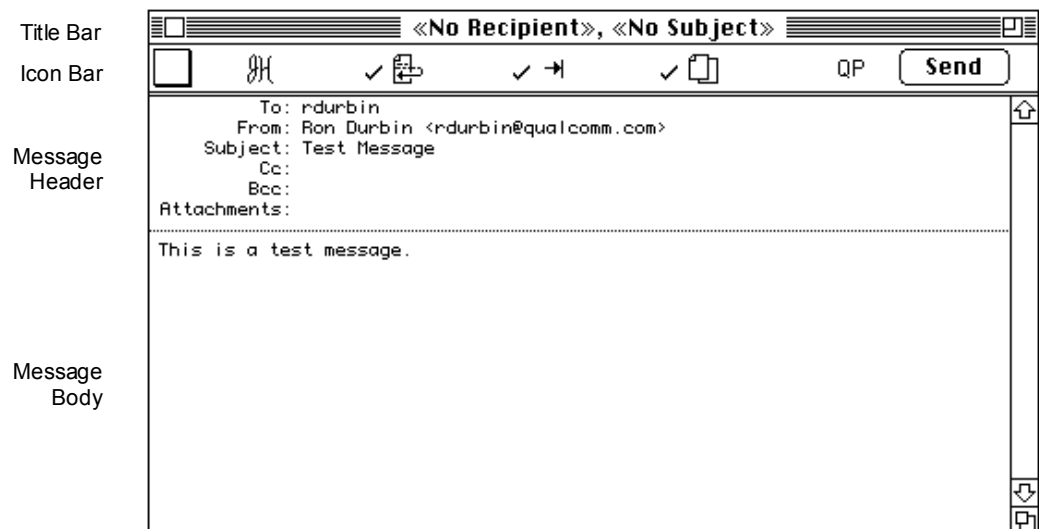 Title Bar
«No Recipient», «No Subject»
Icon Bar
JH
QP
Send
Message
Header
To: rdurbin
From: Ron Durbin <rdurbin@qualcomm.com>
Subject: Test Message
Cc:
Bcc:
Attachments:
This is a test message.
Message
Body